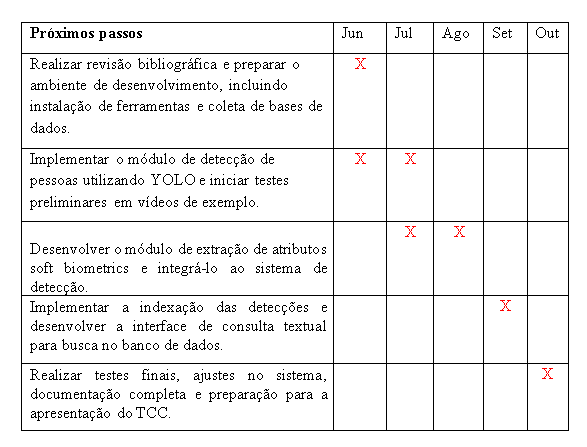 Próximos passos Jun Jul Ago Set Out
Realizar revisão bibliográfica e preparar o X
ambiente de desenvolvimento, incluindo
instalação de ferramentas e coleta de bases de
dados.
Implementar o módulo de detecção de X X
pessoas utilizando YOLO e iniciar testes
preliminares em vídeos de exemplo.
X X
Desenvolver o módulo de extração de atributos
soft biometrics e integrá-lo ao sistema de
detecção.
Implementar a indexação das detecções e X
desenvolver a interface de consulta textual
para busca no banco de dados.
Realizar testes finais, ajustes no sistema, X
documentação completa e preparação para a
apresentação do TCC.